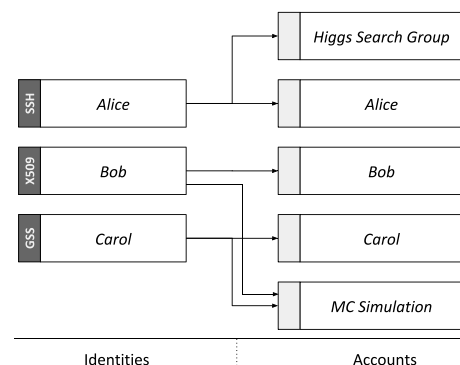 Higgs Search Group
SSH
Alice
Alice
X509
Bob
Bob
GSS
Carol
Carol
MC Simulation
Identities
Accounts